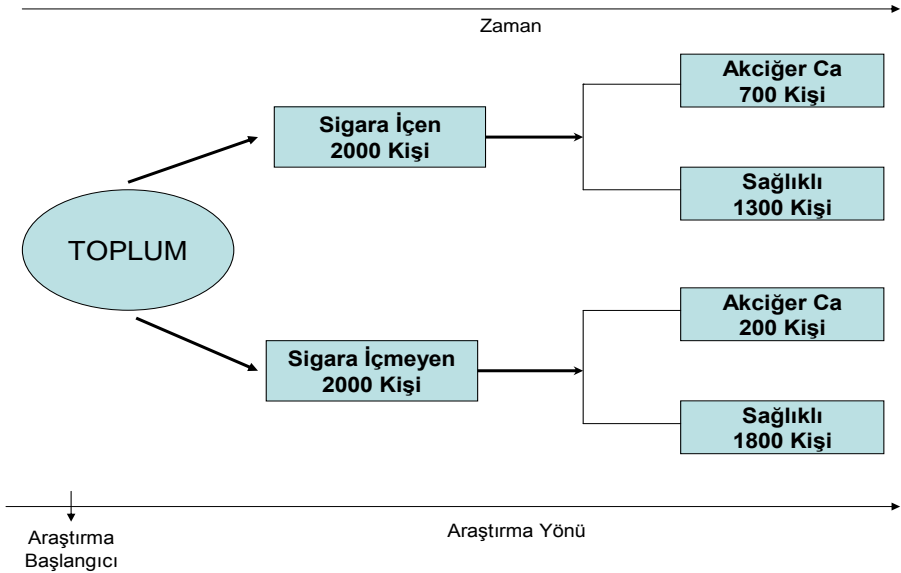 Zaman
Akciğer Ca
700 Kişi
Sigara İçen
2000 Kişi
Sağlıklı
1300 Kişi
TOPLUM
Akciğer Ca
200 Kişi
Sigara İçmeyen
2000 Kişi
Sağlıklı
1800 Kişi
Araştırma Yönü
Araştırma
Başlangıcı